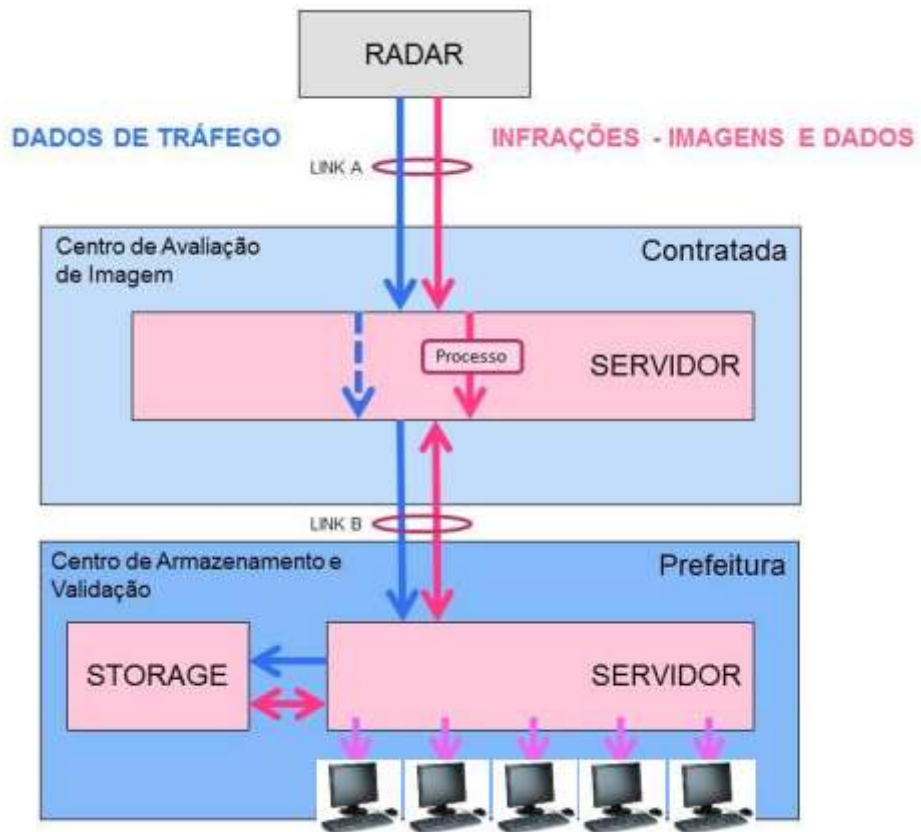 RADAR
DADOS DE TRÁFEGO
INFRAÇÕES - IMAGENS E DADOS
LINK A
Centro de Avaliação
de Imagem
Contratada
Processo
SERVIDOR
LINK B
Centro de Armazenamento e
Validação
Prefeitura
STORAGE
SERVIDOR